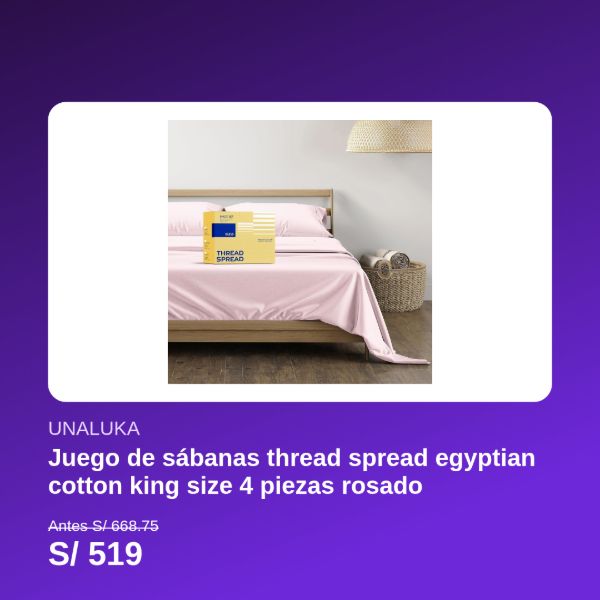 THREAD
SPREAD
UNALUKA
Juego de sábanas thread spread egyptian
cotton king size 4 piezas rosado
Antes S/ 668.75
S/ 519